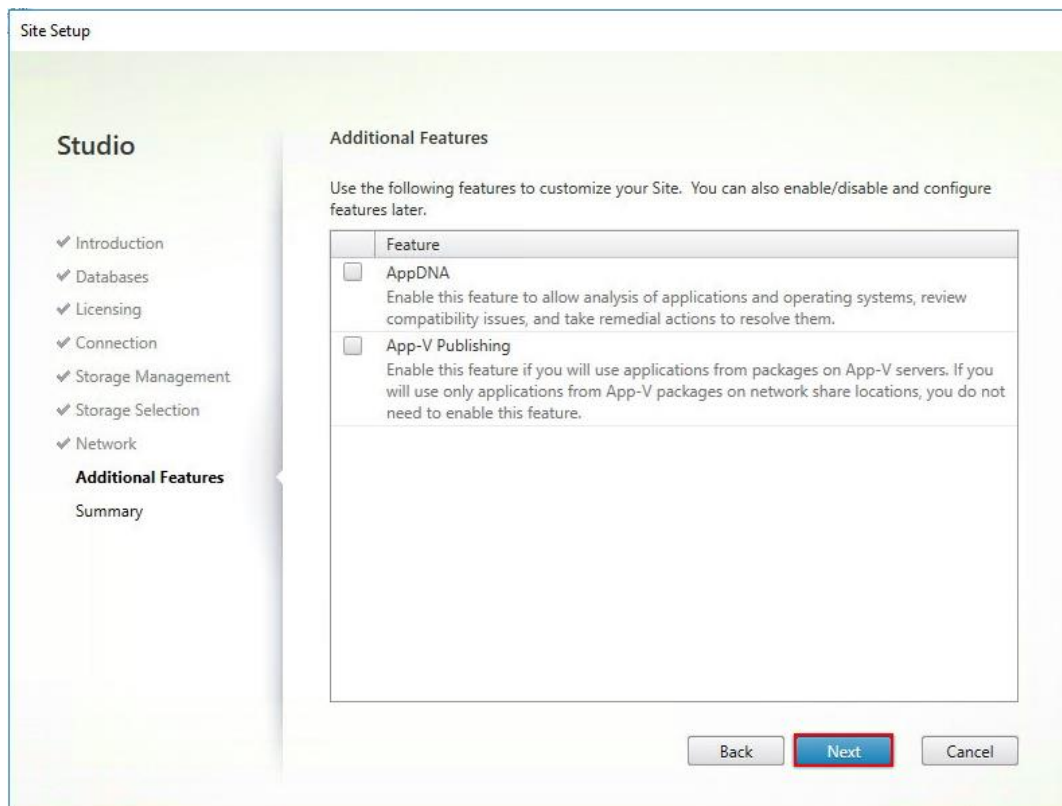 Site Setup
Studio
Introduction
Databases
Licensing
Connection
Storage Management
Storage Selection
Network
Additional Features
Summary
Additional Features
Use the following features to customize your Site. You can also enable/disable and configure
features later.
Feature
AppDNA
Enable this feature to allow analysis of applications and operating systems, review
compatibility issues, and take remedial actions to resolve them.
App-V Publishing
Enable this feature if you will use applications from packages on App-V servers. If you
will use only applications from App-V packages on network share locations, you do not
need to enable this feature.
Back
Next
Cancel